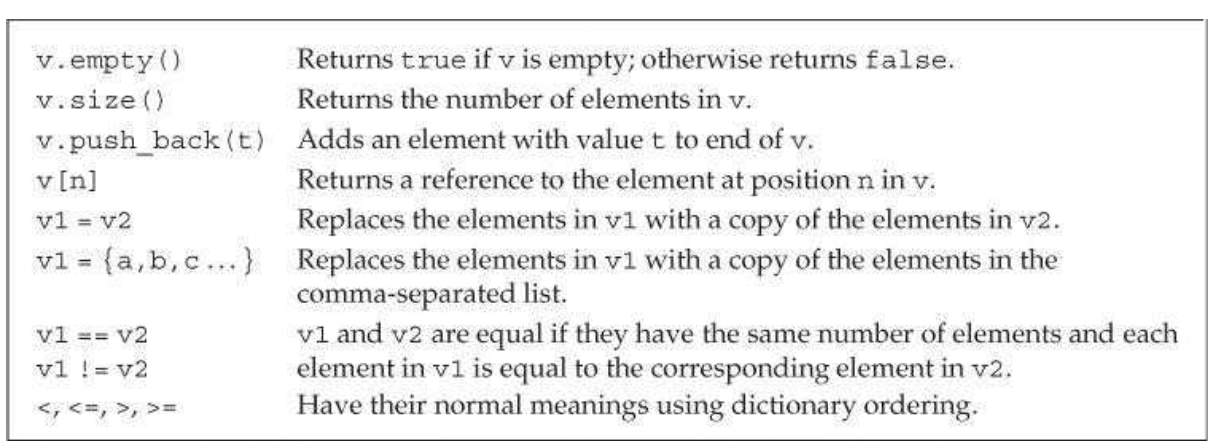 v.empty() Returns true if v is empty; otherwise returns false.
v.size() Returns the number of elements in v.
v.push_back(t) Adds an element with value t to end of v.
v[n] Returns a reference to the element at position n in v.
v1 = v2 Replaces the elements in v1 with a copy of the elements in v2.
v1 = {a,b,c...} Replaces the elements in v1 with a copy of the elements in the
comma-separated list.
v1 == v2 v1 and v2 are equal if they have the same number of elements and each
v1 != v2 element in v1 is equal to the corresponding element in v2.
<, <=, >, >= Have their normal meanings using dictionary ordering.